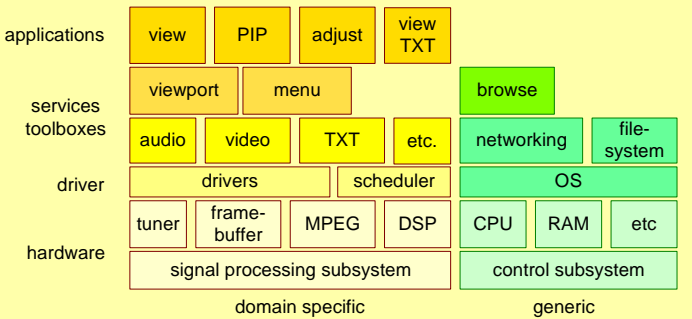 applications view PIP adjust view TXT
viewport menu browse
services toolboxes
audio video TXT etc. networking file-system
driver drivers scheduler OS
tuner frame-buffer MPEG DSP CPU RAM etc
hardware
signal processing subsystem control subsystem
domain specific generic